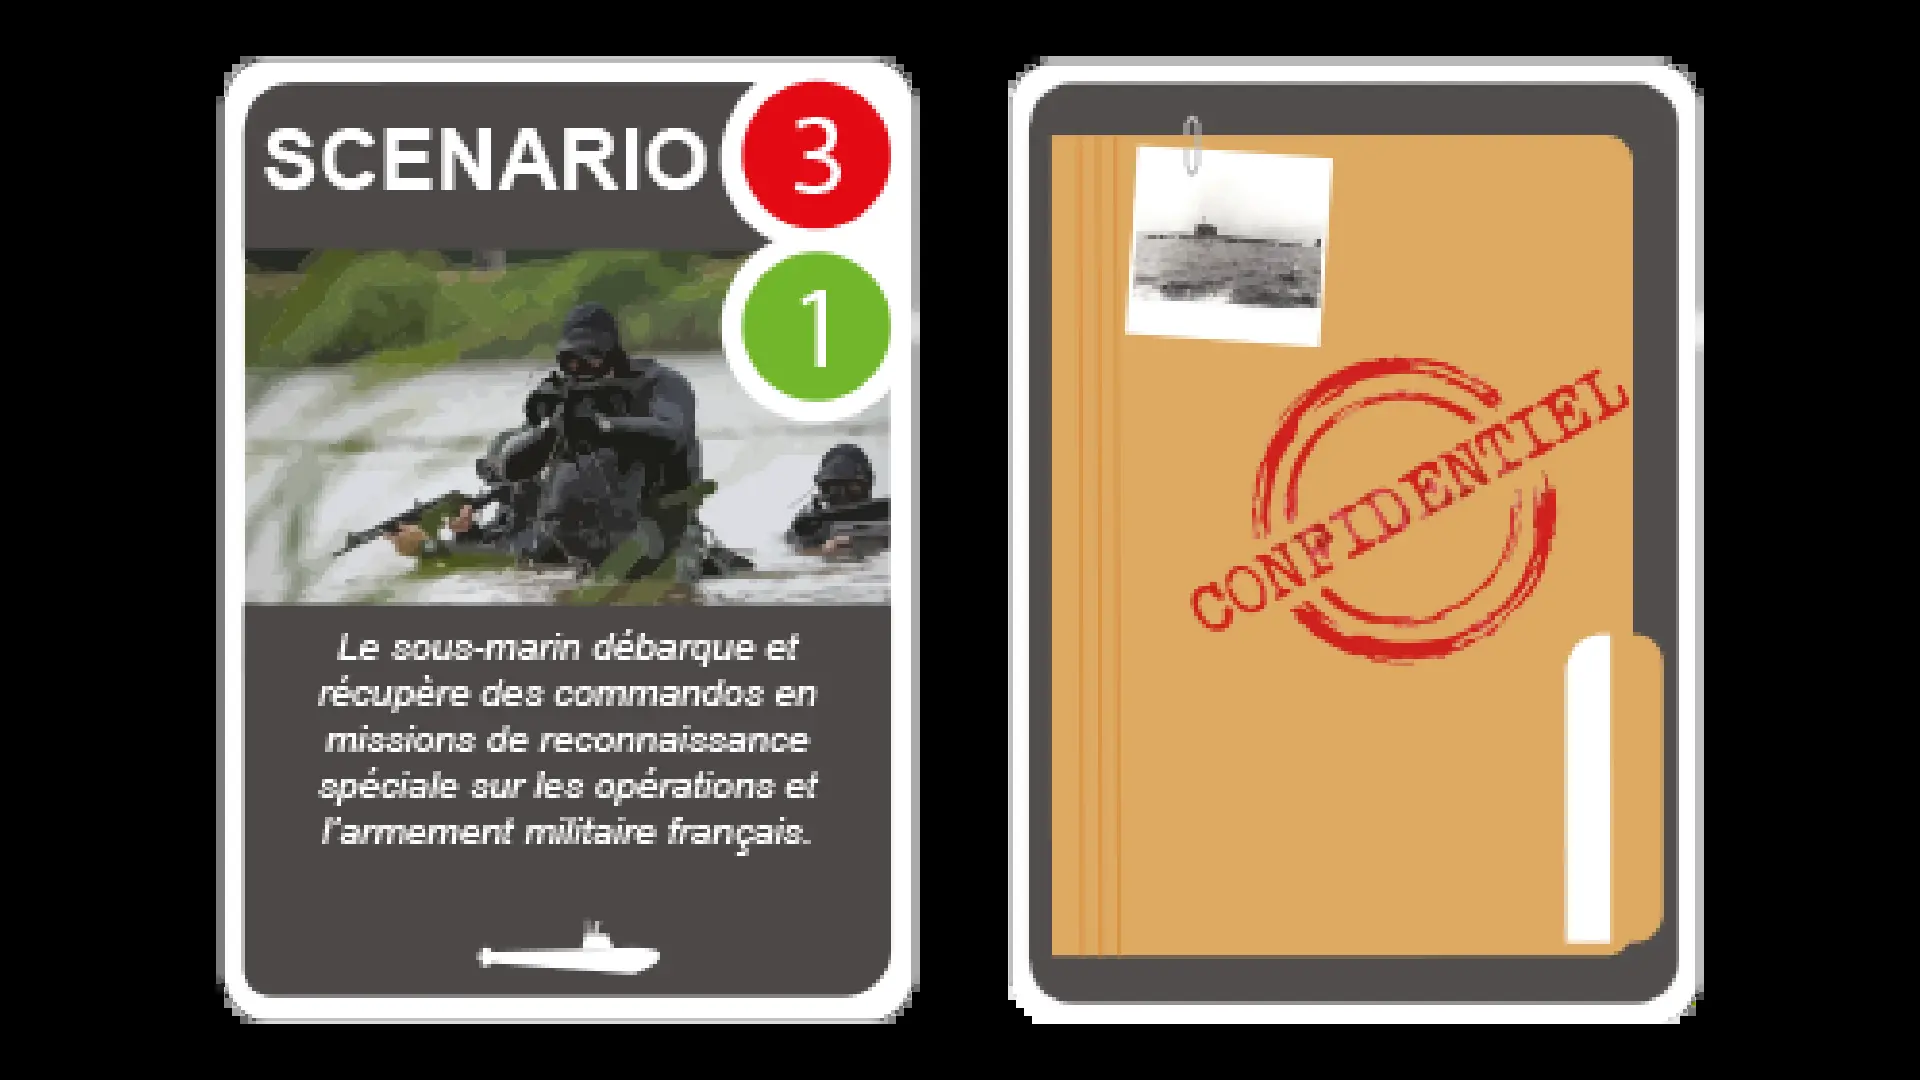 SCENARIO
3
1
Le sous-marin débarque et
récupère des commandos en
missions de reconnaissance
spéciale sur les opérations et
l'armement militaire français.
CONFIDENTIEL